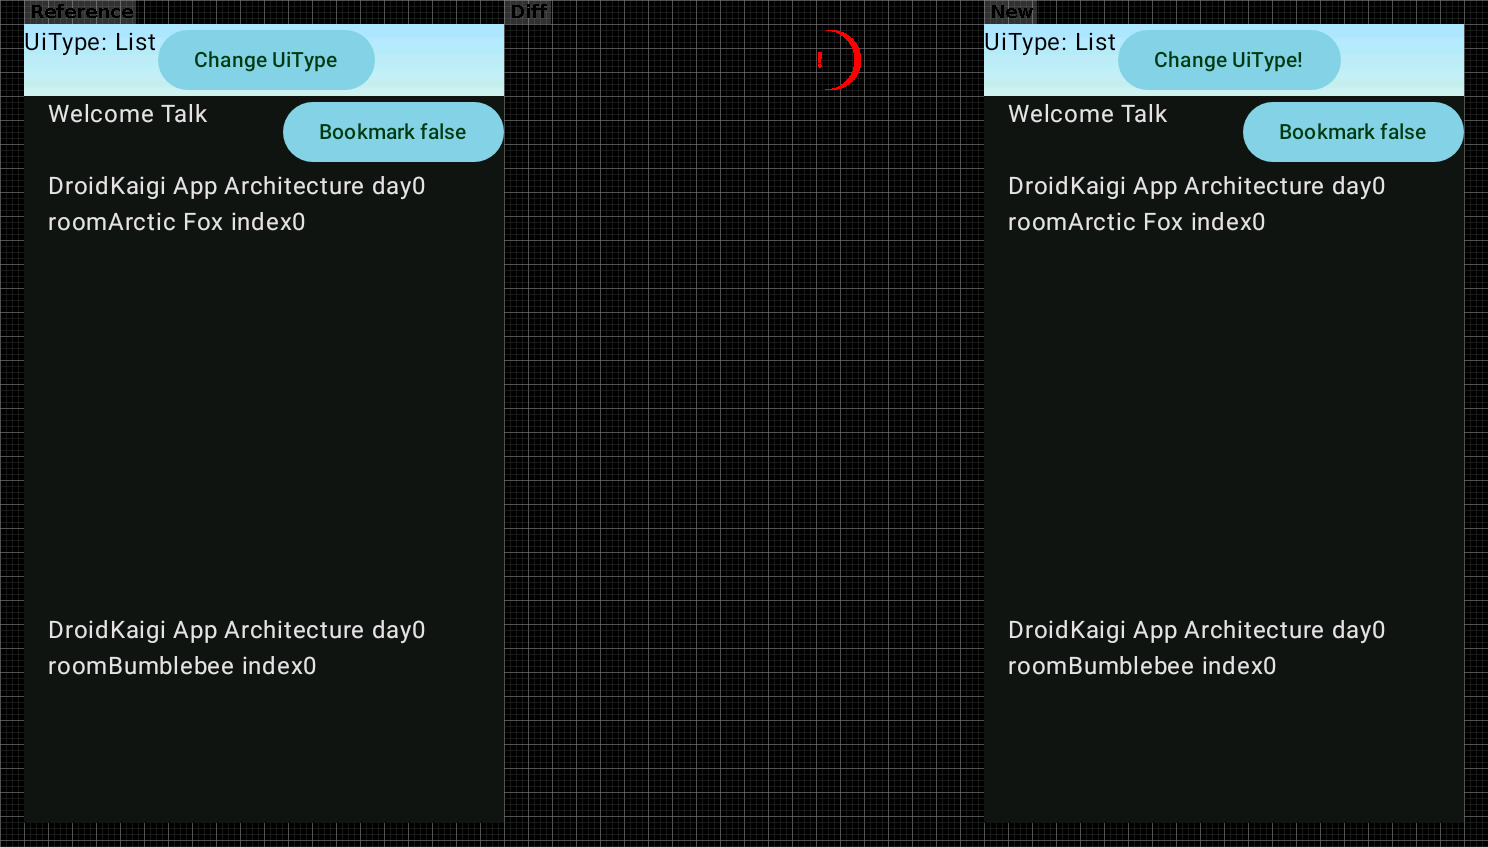 Reference
Diff
New
UiType: List
Change UiType
Welcome Talk
Bookmark false
DroidKaigi App Architecture day0
roomArctic Fox index0
DroidKaigi App Architecture day0
roomBumblebee index0
!
UiType: List
Change UiType!
Welcome Talk
Bookmark false
DroidKaigi App Architecture day0
roomArctic Fox index0
DroidKaigi App Architecture day0
roomBumblebee index0